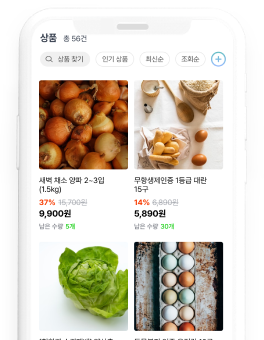 상품 총 56건
상품 찾기 인기 상품 최신순 조회순
새벽 채소 양파 2~3입
(1.5kg)
37% 15,700원
9,900원
남은 수량 5개
무항생제인증 1등급 대란
15구
14% 6,890원
5,890원
남은 수량 30개